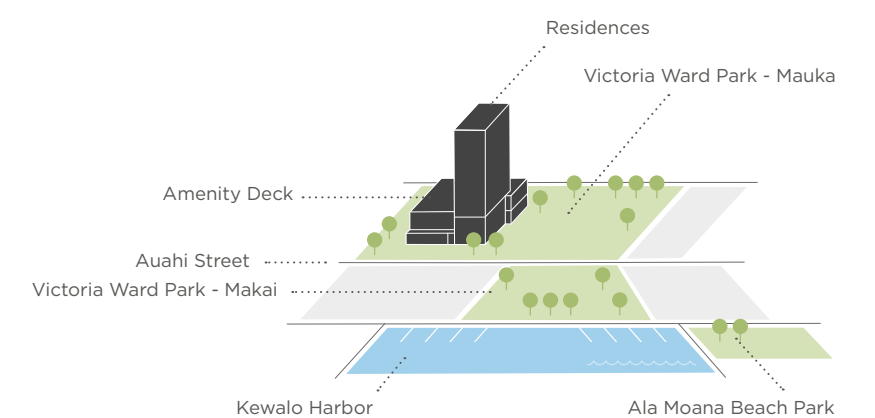 Residences
Victoria Ward Park - Mauka
Amenity Deck
Auahi Street
Victoria Ward Park - Makai
Kewalo Harbor
Ala Moana Beach Park